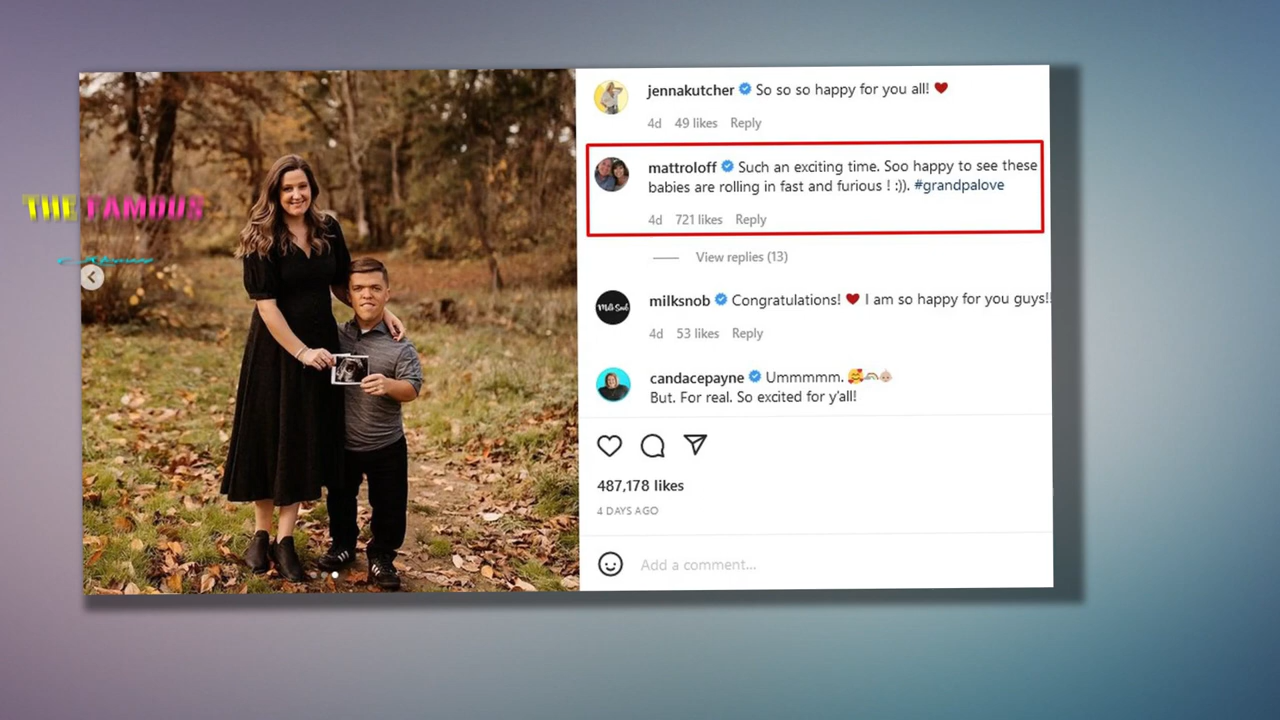 THE FAMOUS
jennakutcher So so so happy for you all! ❤️
4d 49 likes Reply
mattroloff Such an exciting time. Soo happy to see these
babies are rolling in fast and furious ! :)). #grandpalove
4d 721 likes Reply
View replies (13)
milksnob Congratulations! ❤️ I am so happy for you guys!!
4d 53 likes Reply
candacepayne Ummmmm. 🥰🌈👶🏼
But. For real. So excited for y'all!
487,178 likes
4 DAYS AGO
Add a comment...